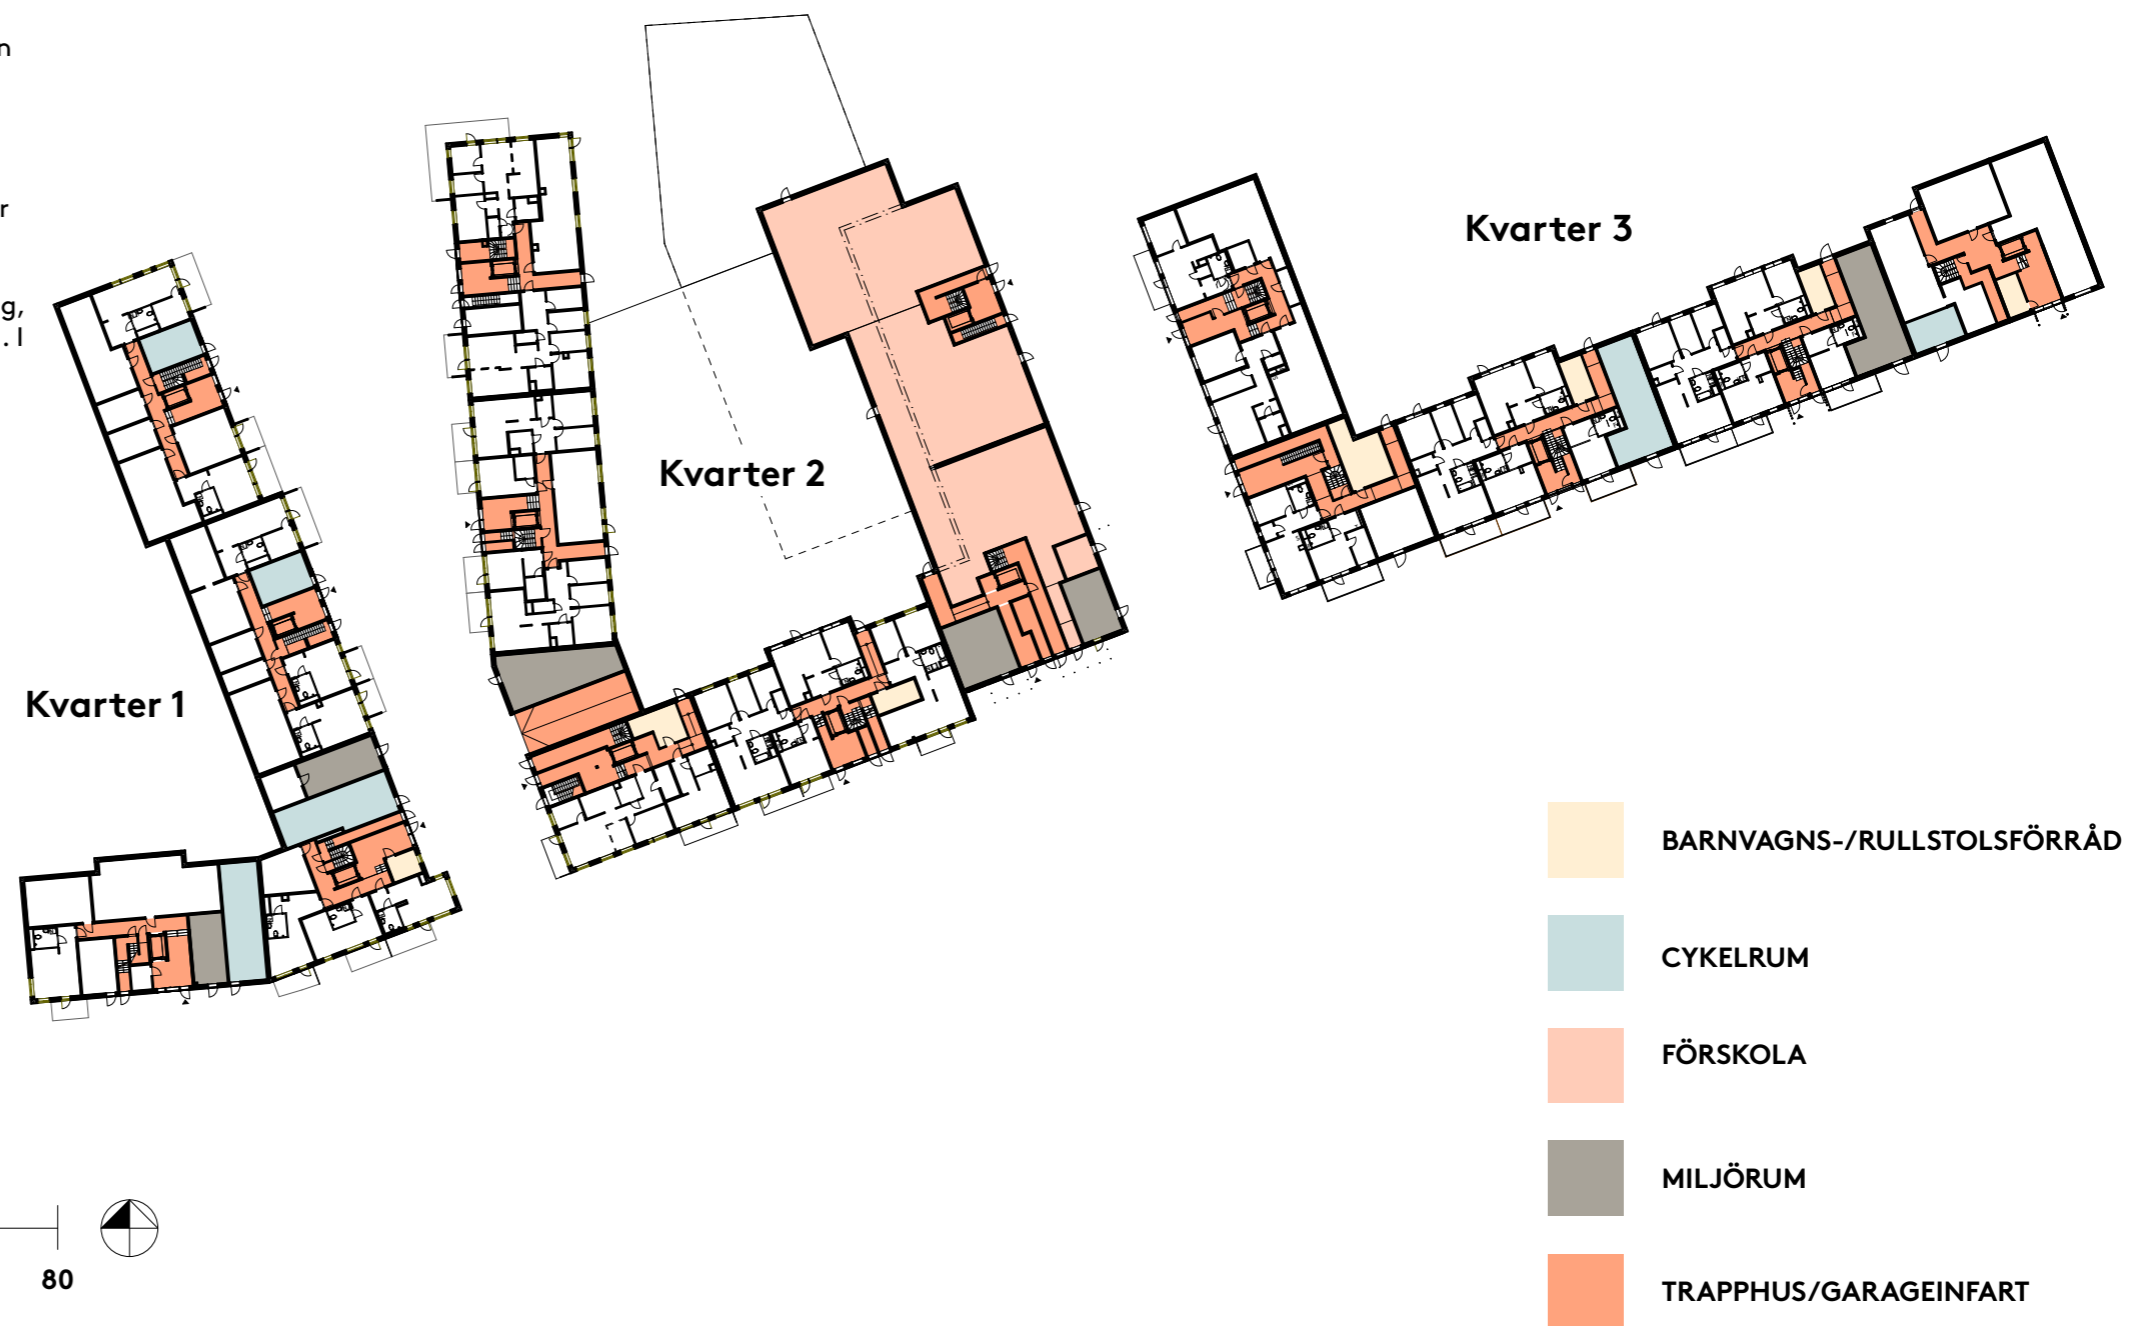 n
r
g,
. I
Kvarter 1
Kvarter 2
Kvarter 3
BARNVAGNS-/RULLSTOLSFÖRRÅD
CYKELRUM
FÖRSKOLA
MILJÖRUM
TRAPPHUS/GARAGEINFART
80